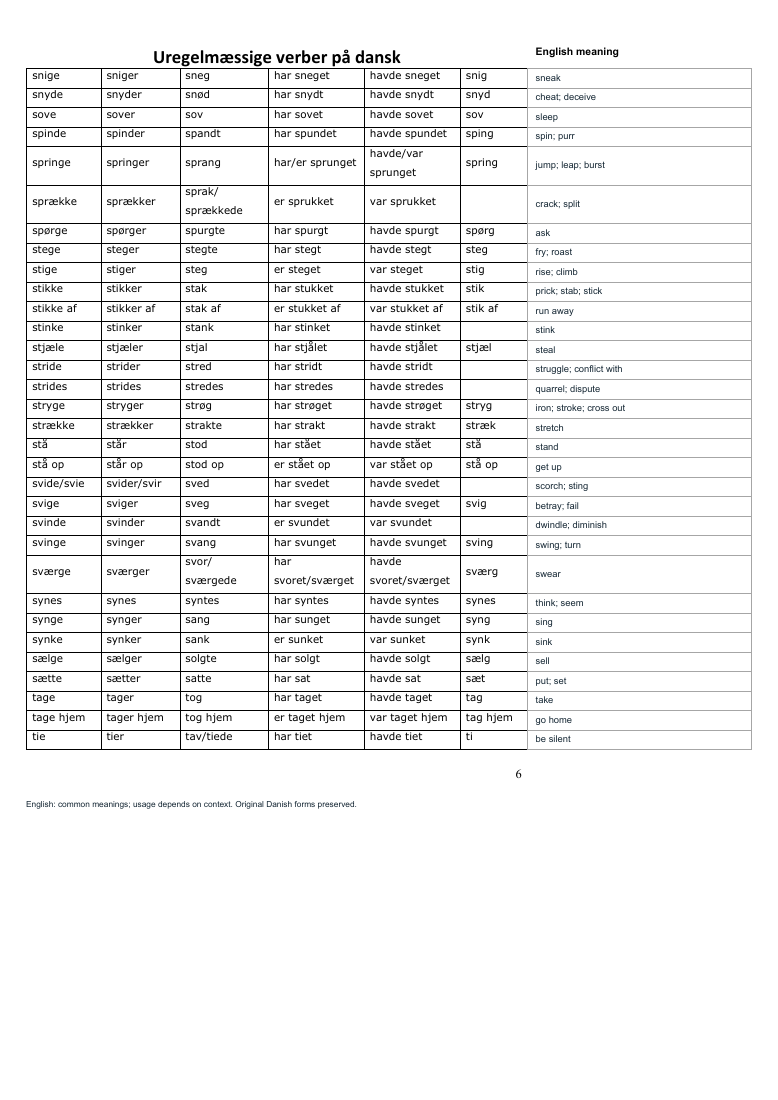 Uregelmæssige verber på dansk English meaning
snige sniger sneg har sneget havde sneget snig sneak
snyde snyder snød har snydt havde snydt snyd cheat; deceive
sove sover sov har sovet havde sovet sov sleep
spinde spinder spandt har spundet havde spundet sping spin; purr
springe springer sprang har/er sprunget havde/var sprunget spring jump; leap; burst
sprække sprækker sprak/ sprækkede er sprukket var sprukket crack; split
spørge spørger spurgte har spurgt havde spurgt spørg ask
stege steger stegte har stegt havde stegt steg fry; roast
stige stiger steg er steget var steget stig rise; climb
stikke stikker stak har stukket havde stukket stik prick; stab; stick
stikke af stikker af stak af er stukket af var stukket af stik af run away
stinke stinker stank har stinket havde stinket stink
stjæle stjæler stjal har stjålet havde stjålet stjæl steal
stride strider stred har stridt havde stridt struggle; conflict with
strides strides stredes har stredes havde stredes quarrel; dispute
stryge stryger strøg har strøget havde strøget stryg iron; stroke; cross out
strække strækker strakte har strakt havde strakt stræk stretch
stå står stod har stået havde stået stå stand
stå op står op stod op er stået op var stået op stå op get up
svide/svie svider/svir sved har svedet havde svedet scorch; sting
svige sviger sveg har sveget havde sveget svig betray; fail
svinde svinder svandt er svundet var svundet dwindle; diminish
svinge svinger svang har svunget havde svunget sving swing; turn
sværge sværger svor/ sværgede har svoret/sværget havde svoret/sværget sværg swear
synes synes syntes har syntes havde syntes synes think; seem
synge synger sang har sunget havde sunget syng sing
synke synker sank er sunket var sunket synk sink
sælge sælger solgte har solgt havde solgt sælg sell
sætte sætter satte har sat havde sat sæt put; set
tage tager tog har taget havde taget tag take
tage hjem tager hjem tog hjem er taget hjem var taget hjem tag hjem go home
tie tier tav/tiede har tiet havde tiet ti be silent
6
English: common meanings; usage depends on context. Original Danish forms preserved.